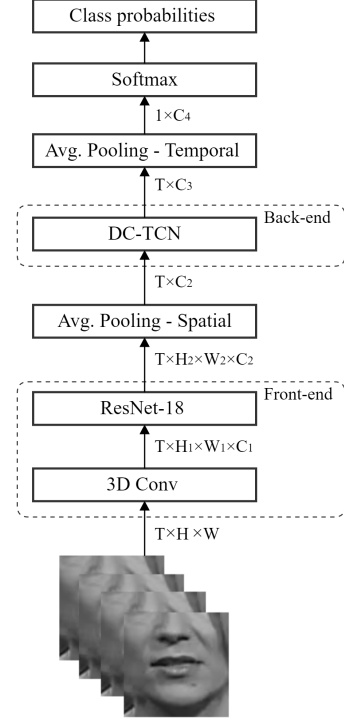 Class probabilities
Softmax
1×C4
Avg. Pooling - Temporal
T×C3
Back-end
DC-TCN
T×C2
Avg. Pooling - Spatial
T×H2×W2×C2
Front-end
ResNet-18
T×H1×W1×C1
3D Conv
T×H ×W